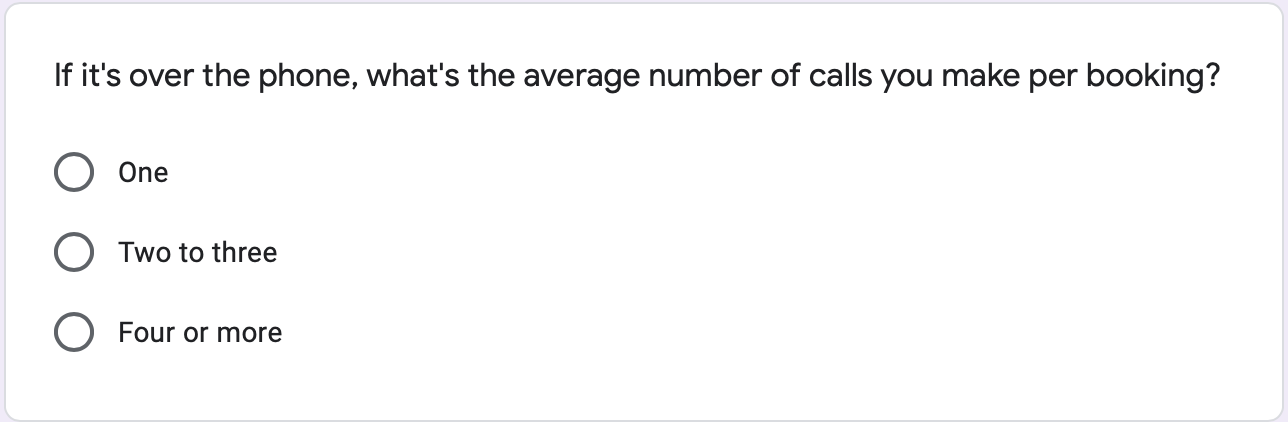 If it's over the phone, what's the average number of calls you make per booking?
One
Two to three
Four or more